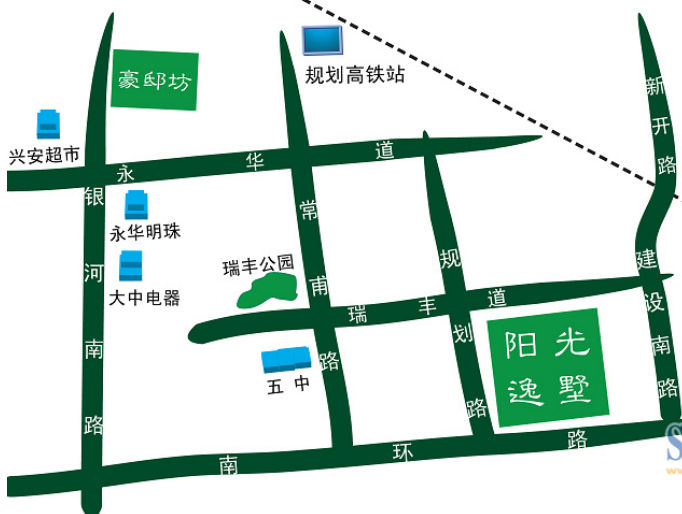 豪邸坊
规划高铁站
新开路
兴安超市
永华道
银河南路
永华明珠
常甫路
规划路
建设南路
瑞丰公园
大中电器
瑞丰道
阳光
逸墅
五中
南环路